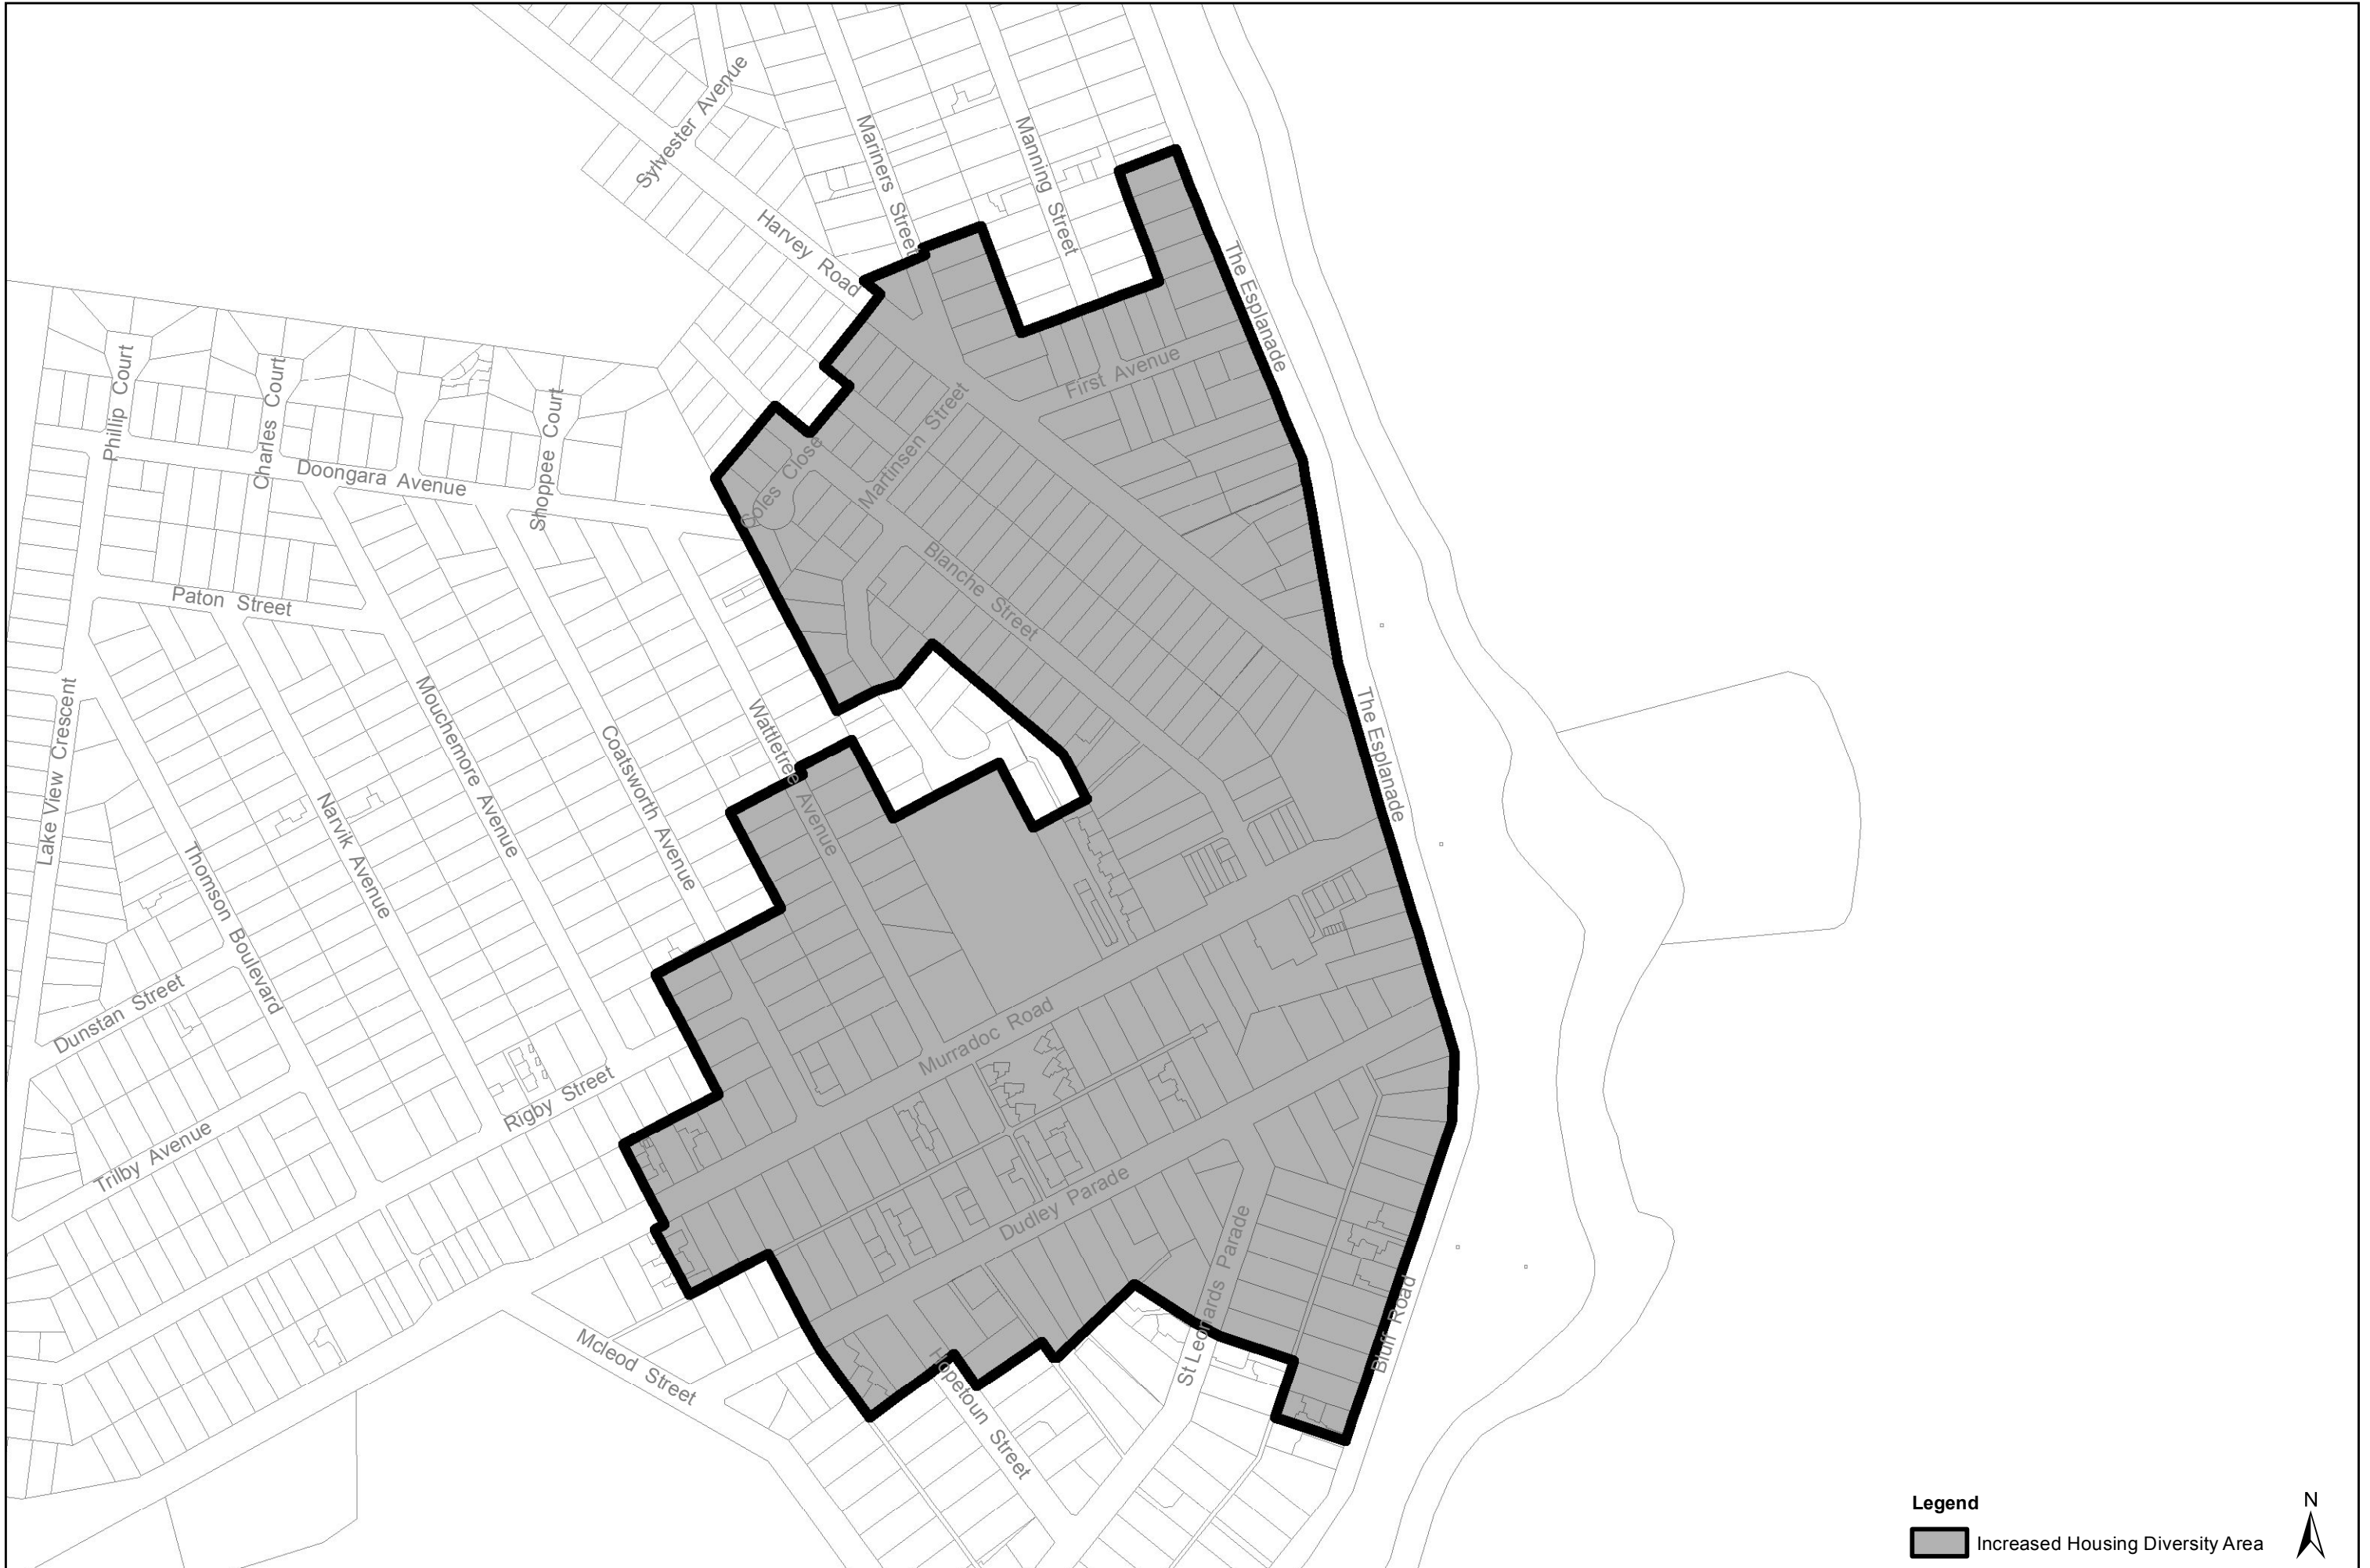 Sylvester Avenue
Mariners Street
Manning Street
Harvey Road
The Esplanade
First Avenue
Phillip Court
Charles Court
Shoppee Court
Doongara Avenue
Coles Close
Martinsen Street
Blanche Street
Paton Street
The Esplanade
Lake View Crescent
Mouchemore Avenue
Coatsworth Avenue
Wattletree Avenue
Narvik Avenue
Thomson Boulevard
Dunstan Street
Murradoc Road
Rigby Street
Trilby Avenue
Dudley Parade
St Leonards Parade
Bluff Road
Mcleod Street
Hopetoun Street
Legend
Increased Housing Diversity Area
N